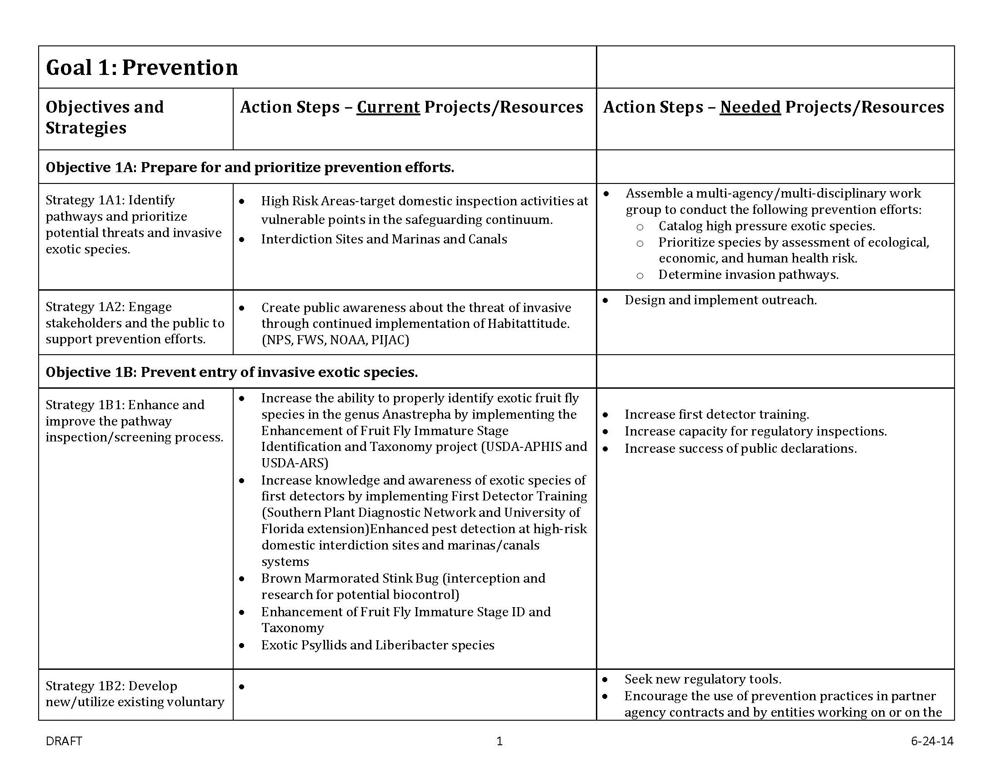 Goal 1: Prevention
Objectives and
Strategies
Action Steps – Current Projects/Resources
Action Steps – Needed Projects/Resources
Objective 1A: Prepare for and prioritize prevention efforts.
Strategy 1A1: Identify
pathways and prioritize
potential threats and invasive
exotic species.
• High Risk Areas-target domestic inspection activities at
vulnerable points in the safeguarding continuum.
• Interdiction Sites and Marinas and Canals
• Assemble a multi-agency/multi-disciplinary work
group to conduct the following prevention efforts:
o Catalog high pressure exotic species.
o Prioritize species by assessment of ecological,
economic, and human health risk.
o Determine invasion pathways.
Strategy 1A2: Engage
stakeholders and the public to
support prevention efforts.
• Create public awareness about the threat of invasive
through continued implementation of Habitattitude.
(NPS, FWS, NOAA, PIJAC)
• Design and implement outreach.
Objective 1B: Prevent entry of invasive exotic species.
Strategy 1B1: Enhance and
improve the pathway
inspection/screening process.
• Increase the ability to properly identify exotic fruit fly
species in the genus Anastrepha by implementing the
Enhancement of Fruit Fly Immature Stage
Identification and Taxonomy project (USDA-APHIS and
USDA-ARS)
• Increase knowledge and awareness of exotic species of
first detectors by implementing First Detector Training
(Southern Plant Diagnostic Network and University of
Florida extension)Enhanced pest detection at high-risk
domestic interdiction sites and marinas/canals
systems
• Brown Marmorated Stink Bug (interception and
research for potential biocontrol)
• Enhancement of Fruit Fly Immature Stage ID and
Taxonomy
• Exotic Psyllids and Liberibacter species
• Increase first detector training.
• Increase capacity for regulatory inspections.
• Increase success of public declarations.
Strategy 1B2: Develop
new/utilize existing voluntary
•
• Seek new regulatory tools.
• Encourage the use of prevention practices in partner
agency contracts and by entities working on or on the
DRAFT
1
6-24-14